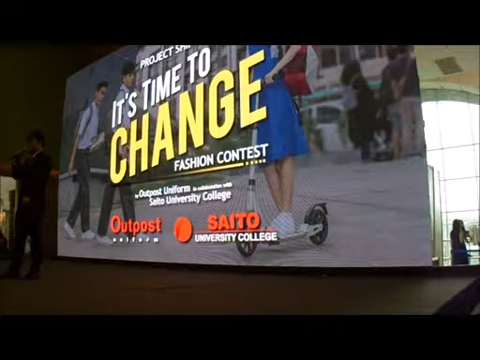 PROJECT
IT'S TIME TO
CHANGE
FASHION CONTEST
by Outpost Uniform in collaboration with
Saito University College
Outpost
uniform
SAITO
UNIVERSITY COLLEGE